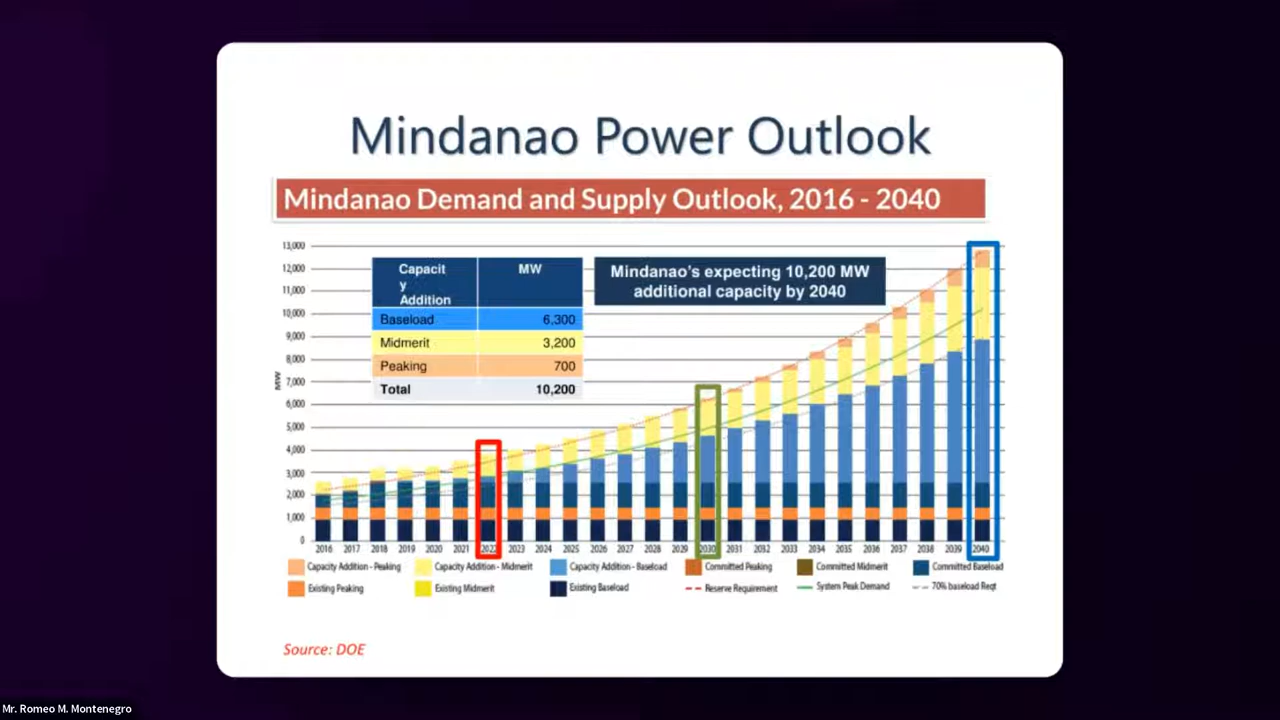 Mindanao Power Outlook
Mindanao Demand and Supply Outlook, 2016 - 2040
13,000
12,000
11,000
10,000
9,000
8,000
7,000
6,000
5,000
4,000
3,000
2,000
1,000
0
MW
Capacit
y
Addition
MW
Baseload 6,300
Midmerit 3,200
Peaking 700
Total 10,200
Mindanao’s expecting 10,200 MW
additional capacity by 2040
2016 2017 2018 2019 2020 2021 2022 2023 2024 2025 2026 2027 2028 2029 2030 2031 2032 2033 2034 2035 2036 2037 2038 2039 2040
Capacity Addition - Peaking Capacity Addition - Midmerit Capacity Addition - Baseload Committed Peaking Committed Midmerit Committed Baseload
Existing Peaking Existing Midmerit Existing Baseload Reserve Requirement System Peak Demand 70% baseload Reqt
Source: DOE
Mr. Romeo M. Montenegro